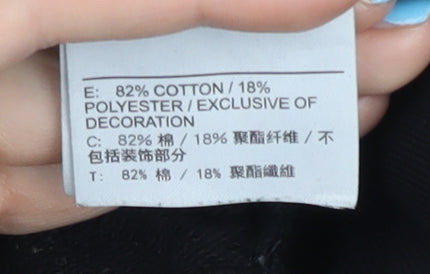 E: 82% COTTON / 18%
POLYESTER / EXCLUSIVE OF
DECORATION
C: 82% 棉 / 18% 聚酯纤维 / 不
包括装饰部分
T: 82% 棉 / 18% 聚酯纖維